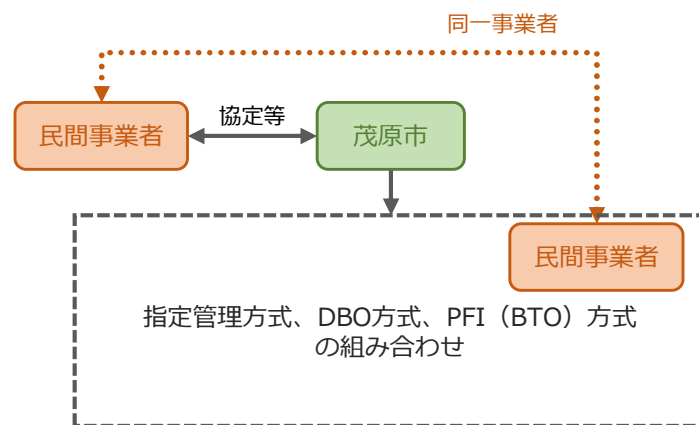 同一事業者
民間事業者
協定等
茂原市
民間事業者
指定管理方式、DBO方式、PFI（BTO）方式
の組み合わせ